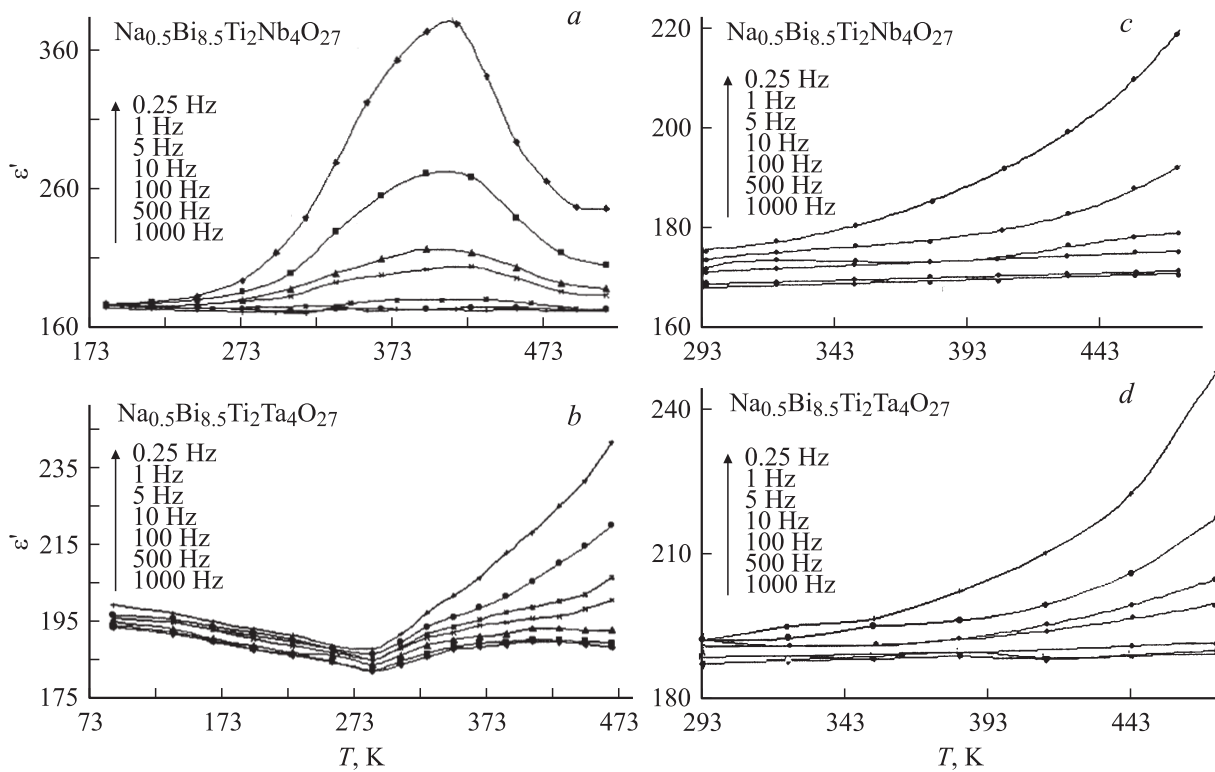 a
Na0.5Bi8.5Ti2Nb4O27
0.25 Hz
1 Hz
5 Hz
10 Hz
100 Hz
500 Hz
1000 Hz
ε'
360
260
160
173
273
373
473
c
Na0.5Bi8.5Ti2Nb4O27
0.25 Hz
1 Hz
5 Hz
10 Hz
100 Hz
500 Hz
1000 Hz
220
200
180
160
293
343
393
443
b
Na0.5Bi8.5Ti2Ta4O27
0.25 Hz
1 Hz
5 Hz
10 Hz
100 Hz
500 Hz
1000 Hz
ε'
235
215
195
175
73
173
273
373
473
T, K
d
Na0.5Bi8.5Ti2Ta4O27
0.25 Hz
1 Hz
5 Hz
10 Hz
100 Hz
500 Hz
1000 Hz
240
210
180
293
343
393
443
T, K